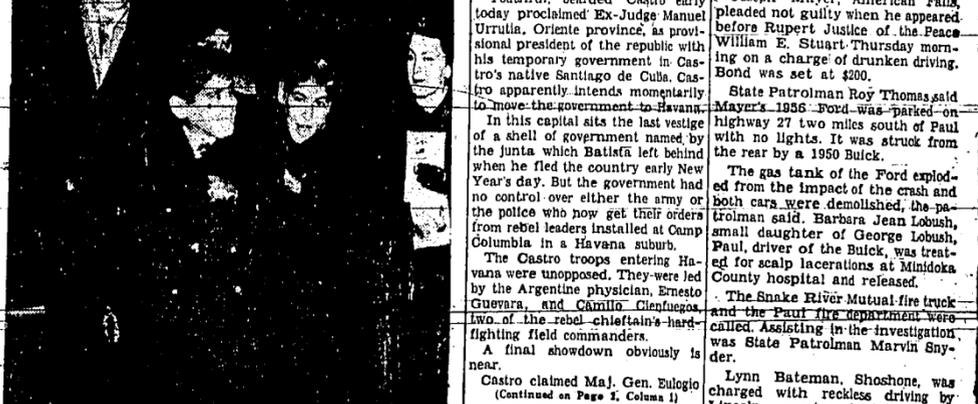 today proclaimed Ex-Judge Manuel
Urrutia, Oriente province, as provi-
sional president of the republic with
his temporary government in Cas-
tro's native Santiago de Cuba. Cas-
tro apparently intends momentarily
to move the government to Havana.
In this capital sits the last vestige
of a shell of government named by
the junta which Batista left behind
when he fled the country early New
Year's day. But the government had
no control over either the army or
the police who now get their orders
from rebel leaders installed at Camp
Columbia in a Havana suburb.
The Castro troops entering Ha-
vana were unopposed. They were led
by the Argentine physician, Ernesto
Guevara, and Camilo Cienfuegos,
two of the rebel chieftain's hard-
fighting field commanders.
A final showdown obviously is
near.
Castro claimed Maj. Gen. Eulogio
(Continued on Page 2, Column 1)
pleaded not guilty when he appeared
before Rupert Justice of the Peace
William E. Stuart Thursday morn-
ing on a charge of drunken driving.
Bond was set at $200.
State Patrolman Roy Thomas said
Mayer's 1956 Ford was parked on
highway 27 two miles south of Paul
with no lights. It was struck from
the rear by a 1950 Buick.
The gas tank of the Ford explod-
ed from the impact of the crash and
both cars were demolished, the pa-
trolman said. Barbara Jean Lobush,
small daughter of George Lobush,
Paul, driver of the Buick, was treat-
ed for scalp lacerations at Minidoka
County hospital and released.
The Snake River Mutual fire truck
and the Paul fire department were
called. Assisting in the investigation
was State Patrolman Marvin Sny-
der.
Lynn Bateman, Shoshone, was
charged with reckless driving by